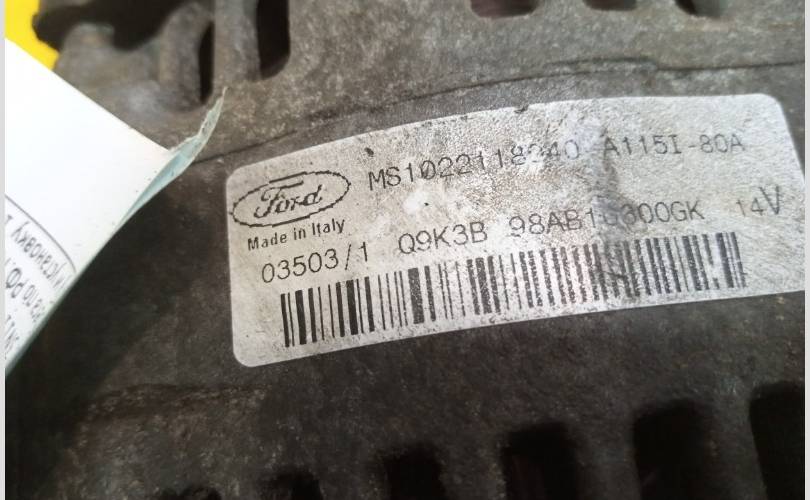 Ford
MS1022118240 A115I-80A
Made in Italy
03503/1 Q9K3B 98AB10300GK 14V